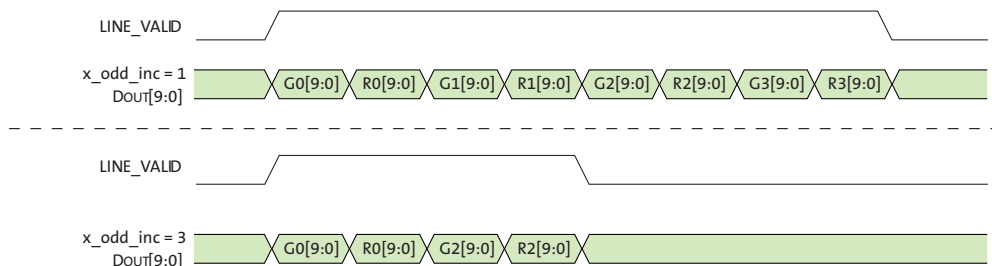 LINE_VALID
x_odd_inc = 1
DOUT[9:0]
G0[9:0] R0[9:0] G1[9:0] R1[9:0] G2[9:0] R2[9:0] G3[9:0] R3[9:0]
LINE_VALID
x_odd_inc = 3
DOUT[9:0]
G0[9:0] R0[9:0] G2[9:0] R2[9:0]